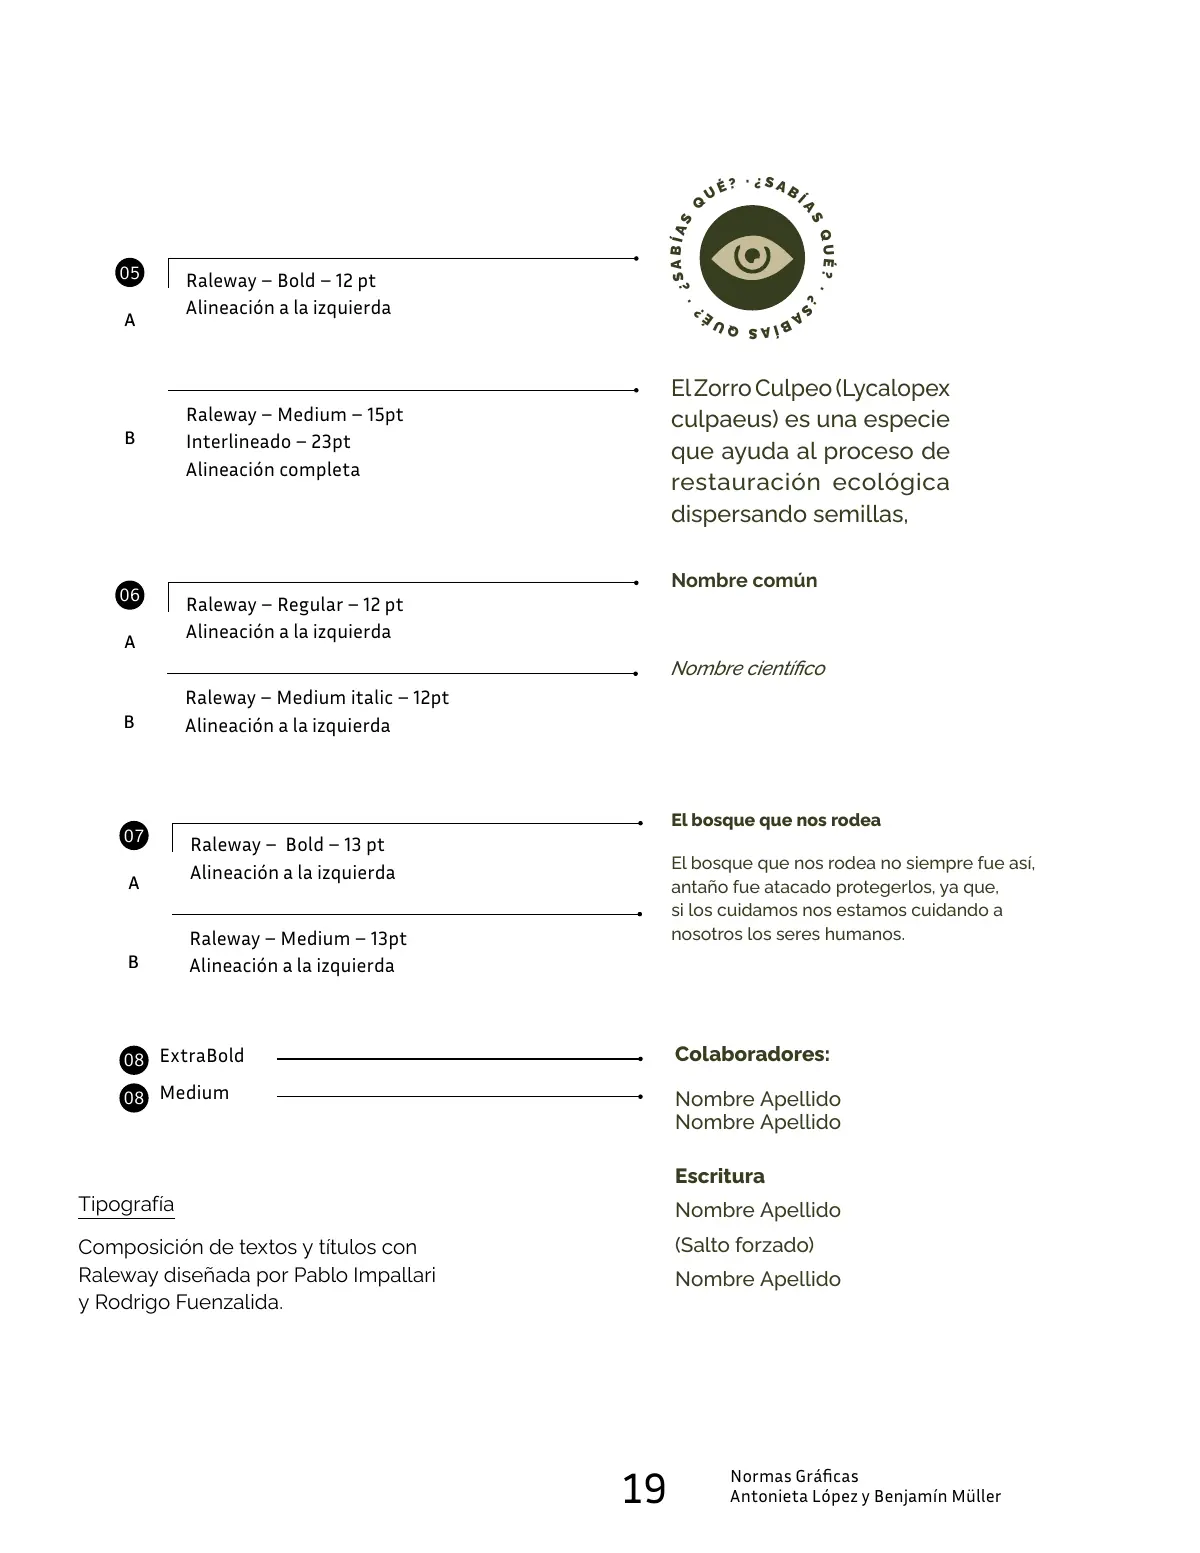 ¿SABÍAS QUÉ? · ¿SABÍAS QUÉ? · ¿SABÍAS QUÉ? ·
05
Raleway – Bold – 12 pt
Alineación a la izquierda
A
B
Raleway – Medium – 15pt
Interlineado – 23pt
Alineación completa
El Zorro Culpeo (Lycalopex
culpaeus) es una especie
que ayuda al proceso de
restauración ecológica
dispersando semillas,
06
Raleway – Regular – 12 pt
Alineación a la izquierda
A
Nombre común
B
Raleway – Medium italic – 12pt
Alineación a la izquierda
Nombre científico
07
Raleway – Bold – 13 pt
Alineación a la izquierda
A
El bosque que nos rodea
B
Raleway – Medium – 13pt
Alineación a la izquierda
El bosque que nos rodea no siempre fue así,
antaño fue atacado protegerlos, ya que,
si los cuidamos nos estamos cuidando a
nosotros los seres humanos.
08 ExtraBold
08 Medium
Colaboradores:
Nombre Apellido
Nombre Apellido
Escritura
Nombre Apellido
(Salto forzado)
Nombre Apellido
Tipografía
Composición de textos y títulos con
Raleway diseñada por Pablo Impallari
y Rodrigo Fuenzalida.
19
Normas Gráficas
Antonieta López y Benjamín Müller